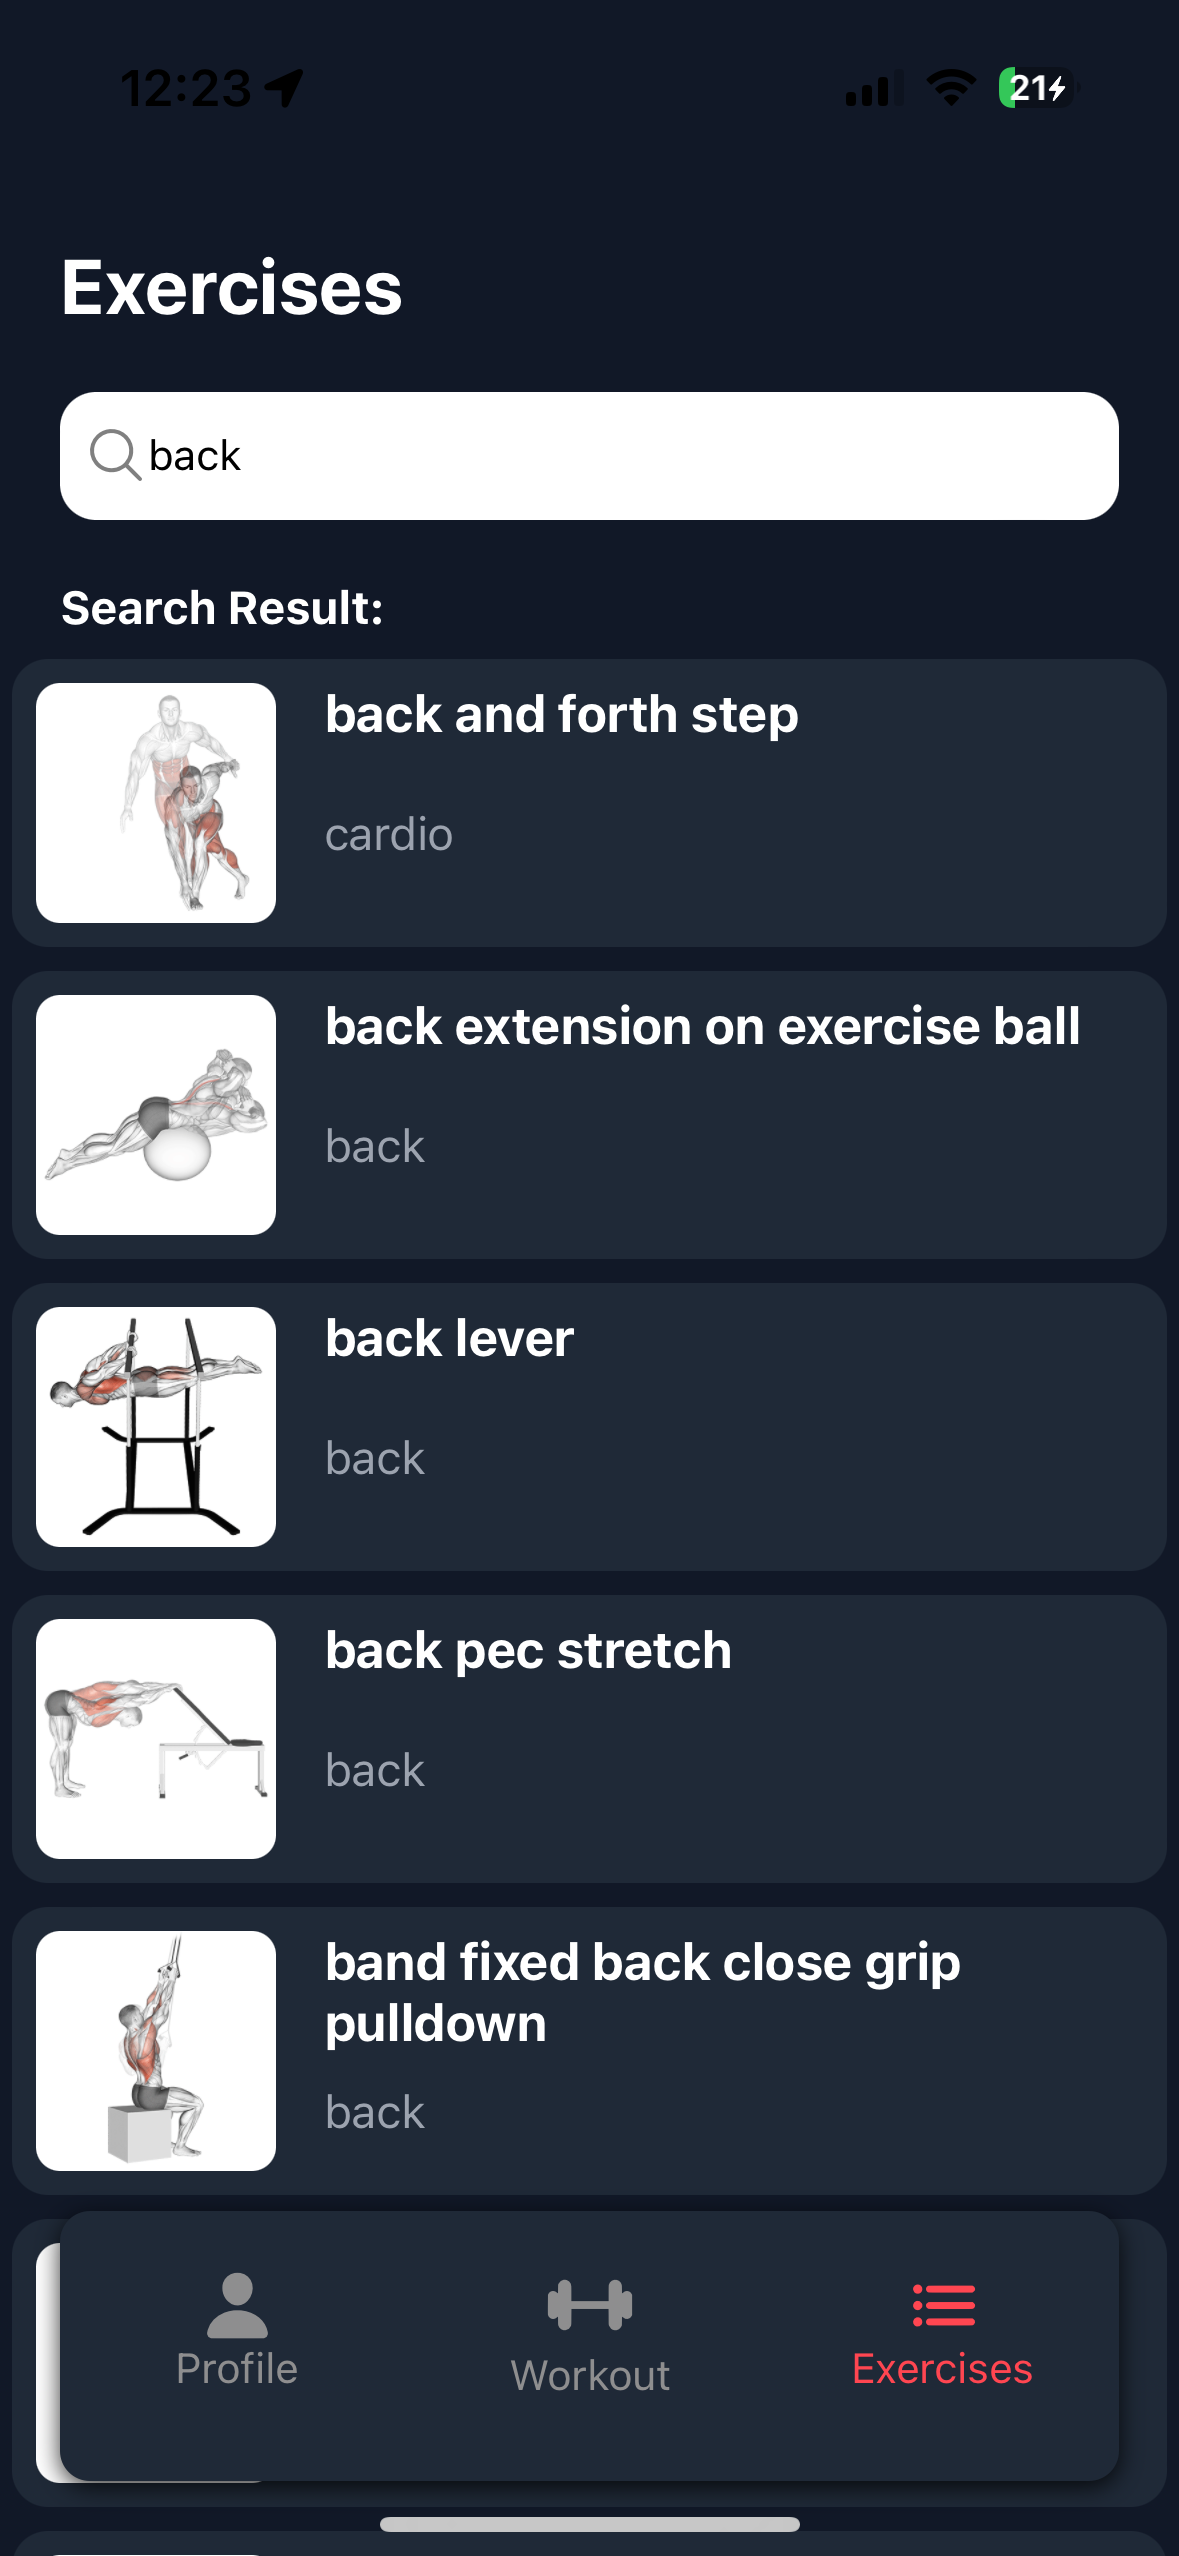 12:23
21
Exercises
back
Search Result:
back and forth step
cardio
back extension on exercise ball
back
back lever
back
back pec stretch
back
band fixed back close grip
pulldown
back
Profile
Workout
Exercises